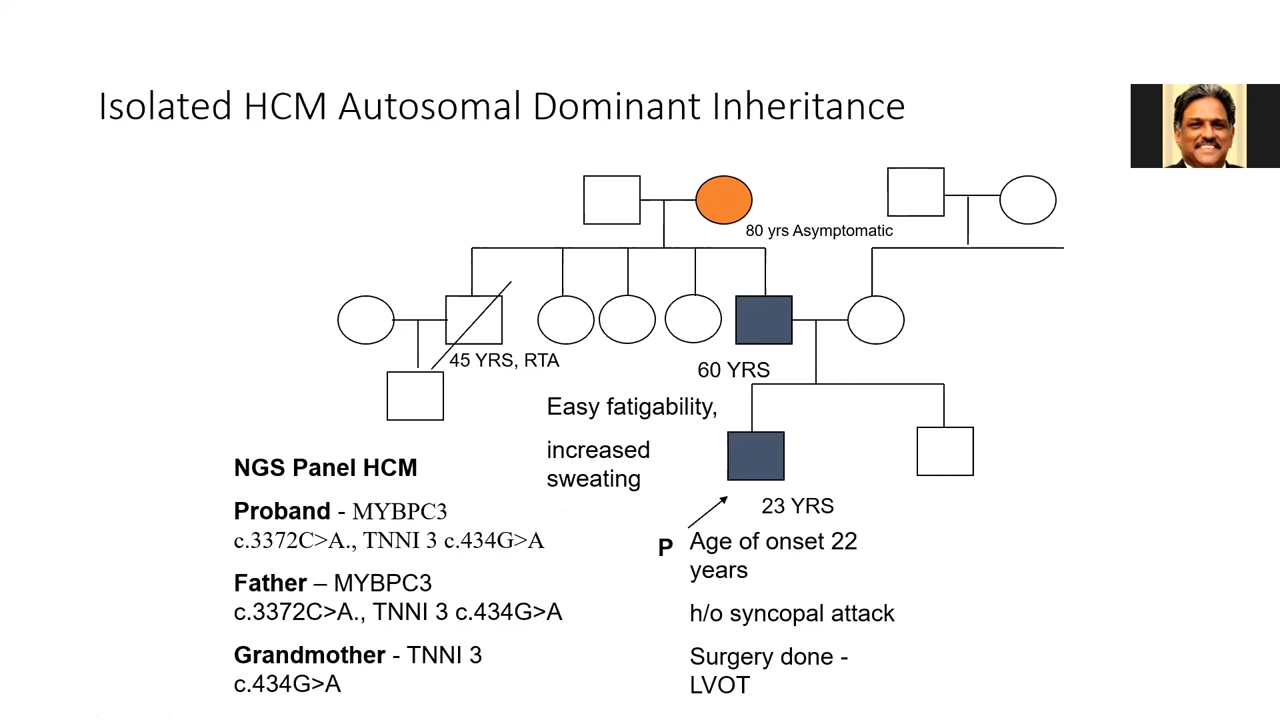 Isolated HCM Autosomal Dominant Inheritance
80 yrs Asymptomatic
45 YRS, RTA
60 YRS
Easy fatigability,
increased
sweating
NGS Panel HCM
Proband - MYBPC3
c.3372C>A., TNNI 3 c.434G>A
Father – MYBPC3
c.3372C>A., TNNI 3 c.434G>A
Grandmother - TNNI 3
c.434G>A
23 YRS
P
Age of onset 22
years
h/o syncopal attack
Surgery done -
LVOT